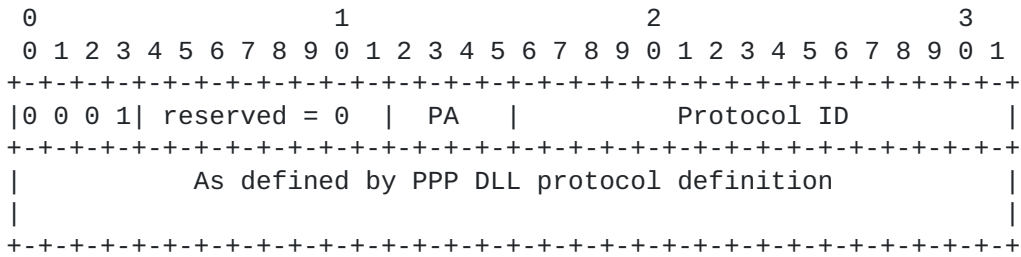 0                   1                   2                   3
 0 1 2 3 4 5 6 7 8 9 0 1 2 3 4 5 6 7 8 9 0 1 2 3 4 5 6 7 8 9 0 1
+-+-+-+-+-+-+-+-+-+-+-+-+-+-+-+-+-+-+-+-+-+-+-+-+-+-+-+-+-+-+-+-+
|0 0 0 1| reserved = 0  |  PA   |          Protocol ID          |
+-+-+-+-+-+-+-+-+-+-+-+-+-+-+-+-+-+-+-+-+-+-+-+-+-+-+-+-+-+-+-+-+
|           As defined by PPP DLL protocol definition           |
|                                                               |
+-+-+-+-+-+-+-+-+-+-+-+-+-+-+-+-+-+-+-+-+-+-+-+-+-+-+-+-+-+-+-+-+